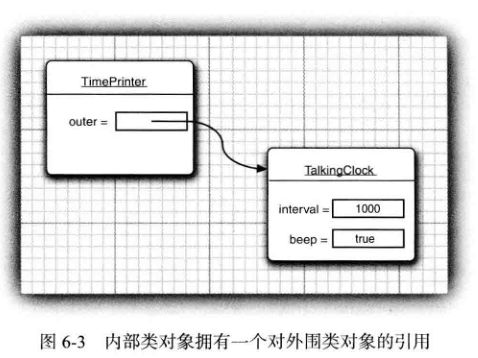 TimePrinter
outer =
TalkingClock
interval = 1000
beep = true
图 6-3 内部类对象拥有一个对外围类对象的引用